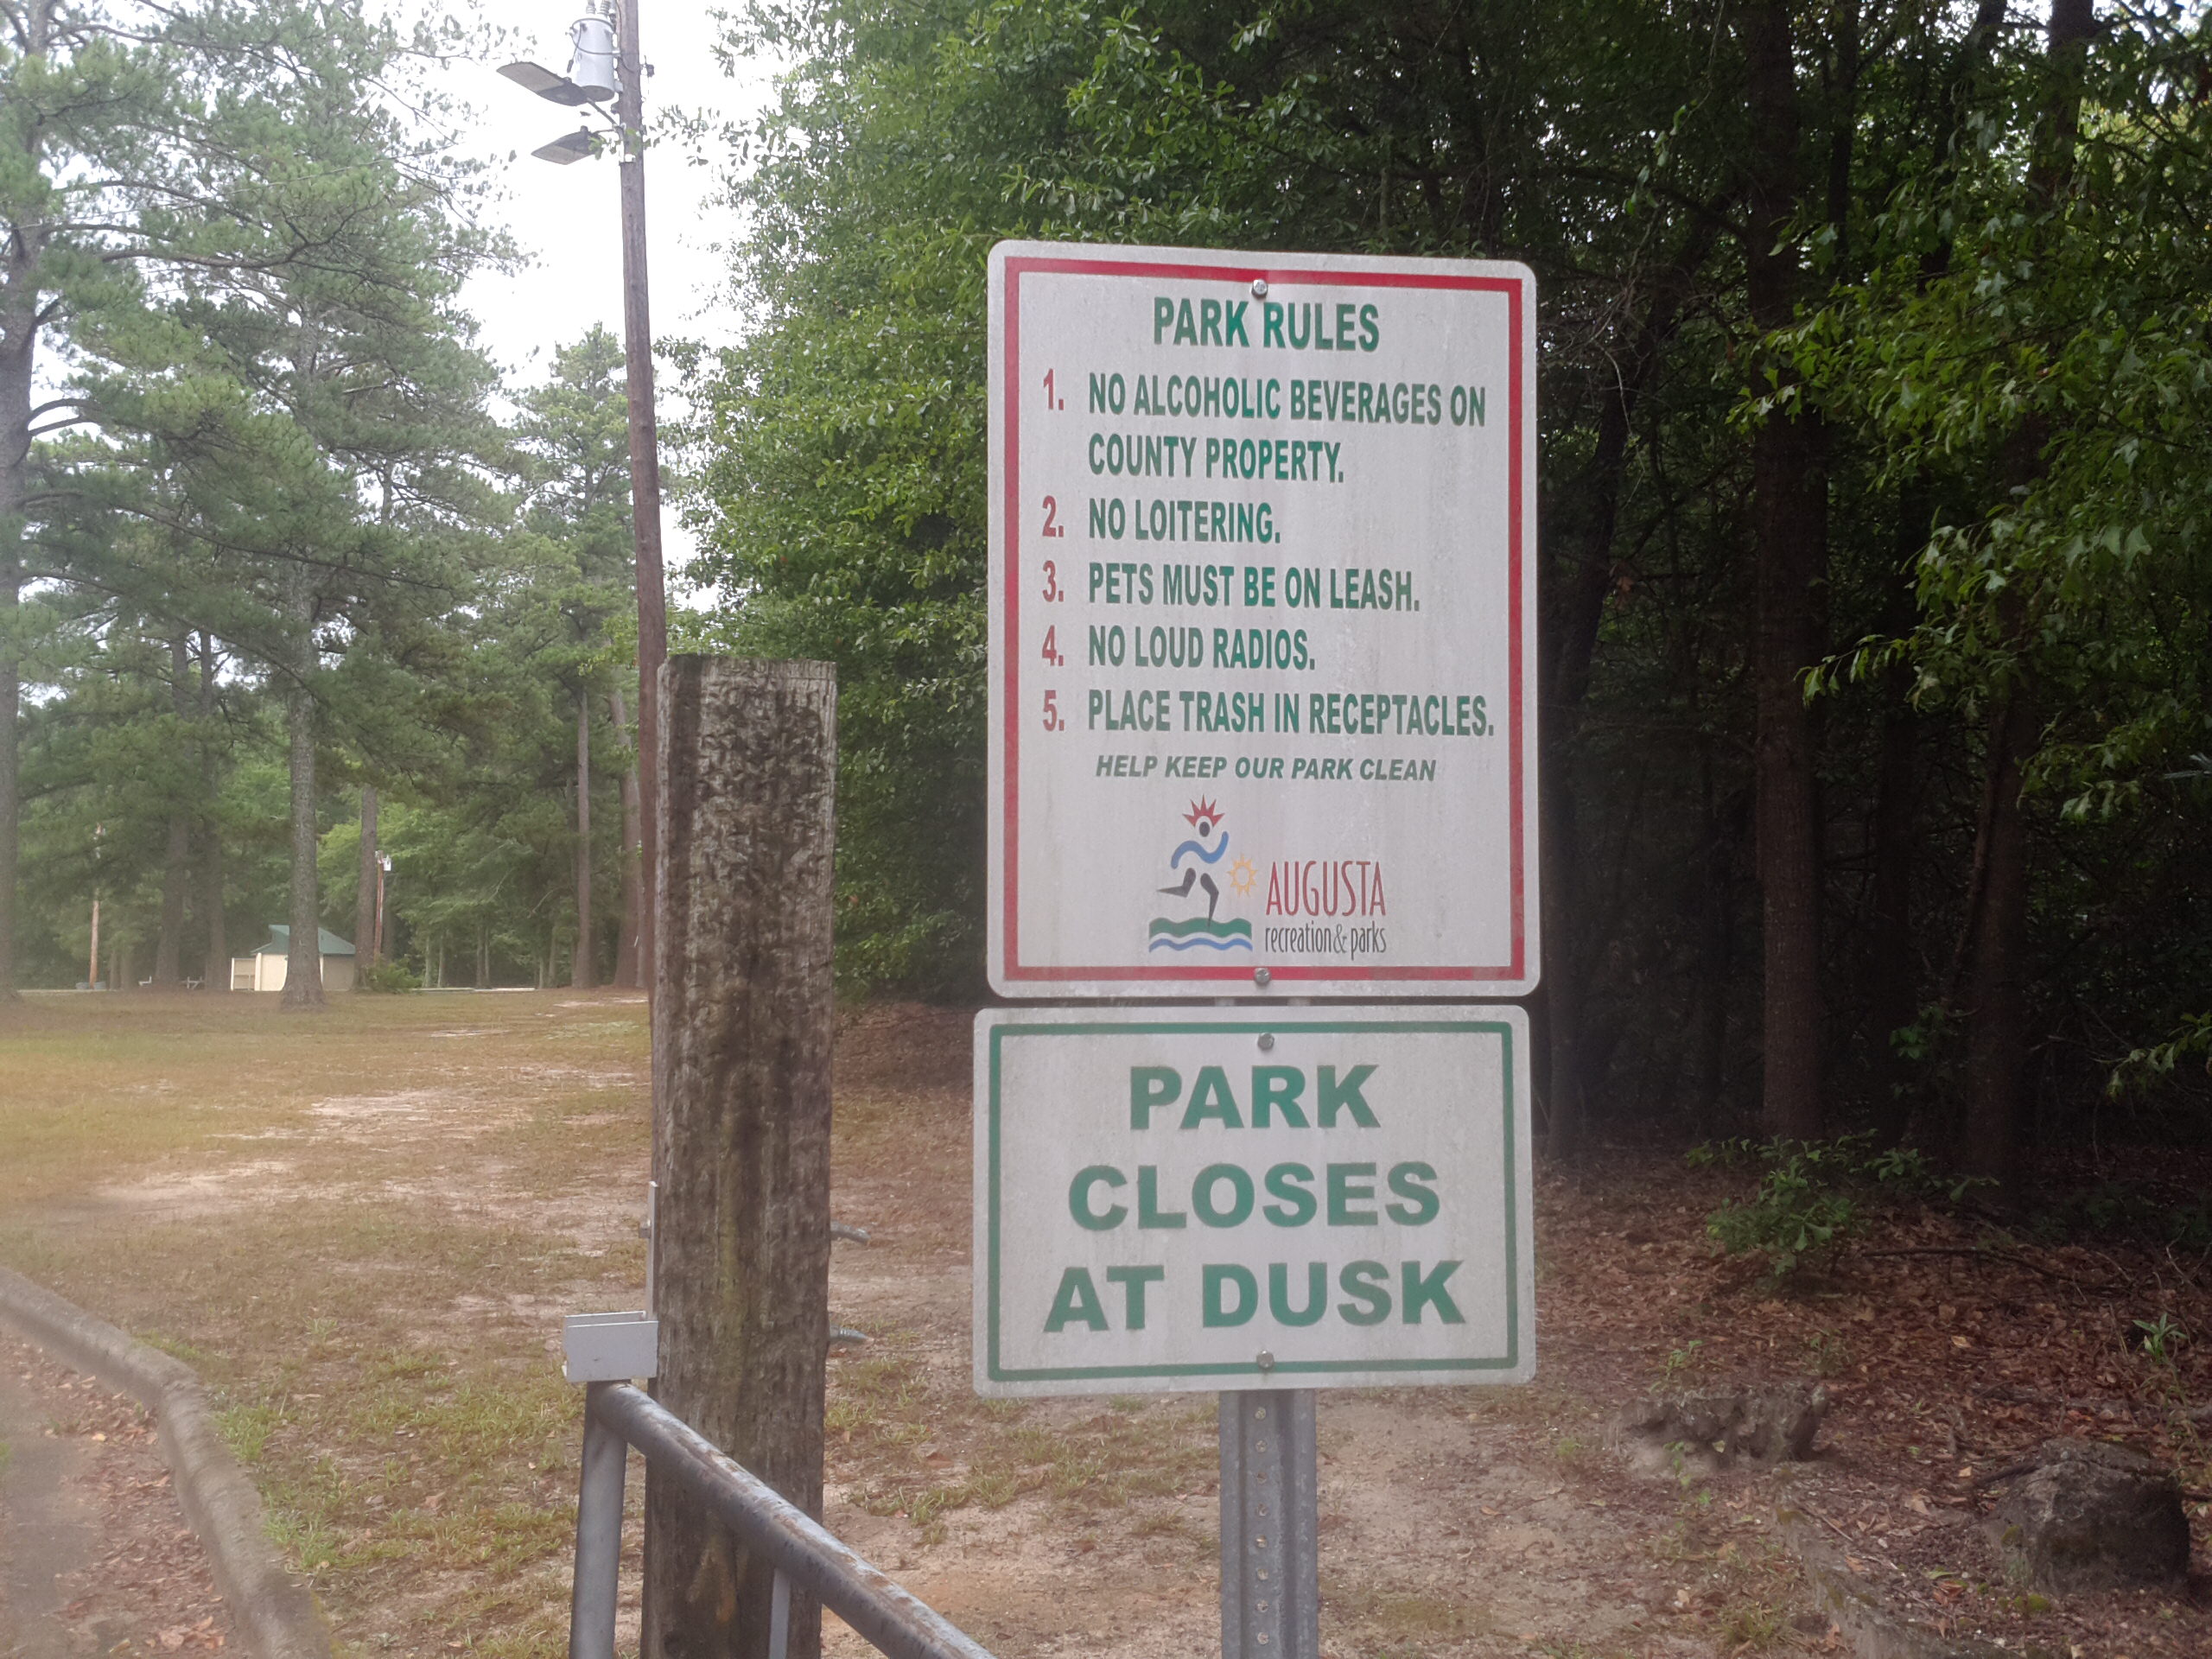 PARK RULES
1. NO ALCOHOLIC BEVERAGES ON
COUNTY PROPERTY.
2. NO LOITERING.
3. PETS MUST BE ON LEASH.
4. NO LOUD RADIOS.
5. PLACE TRASH IN RECEPTACLES.
HELP KEEP OUR PARK CLEAN
AUGUSTA
recreation & parks
PARK
CLOSES
AT DUSK